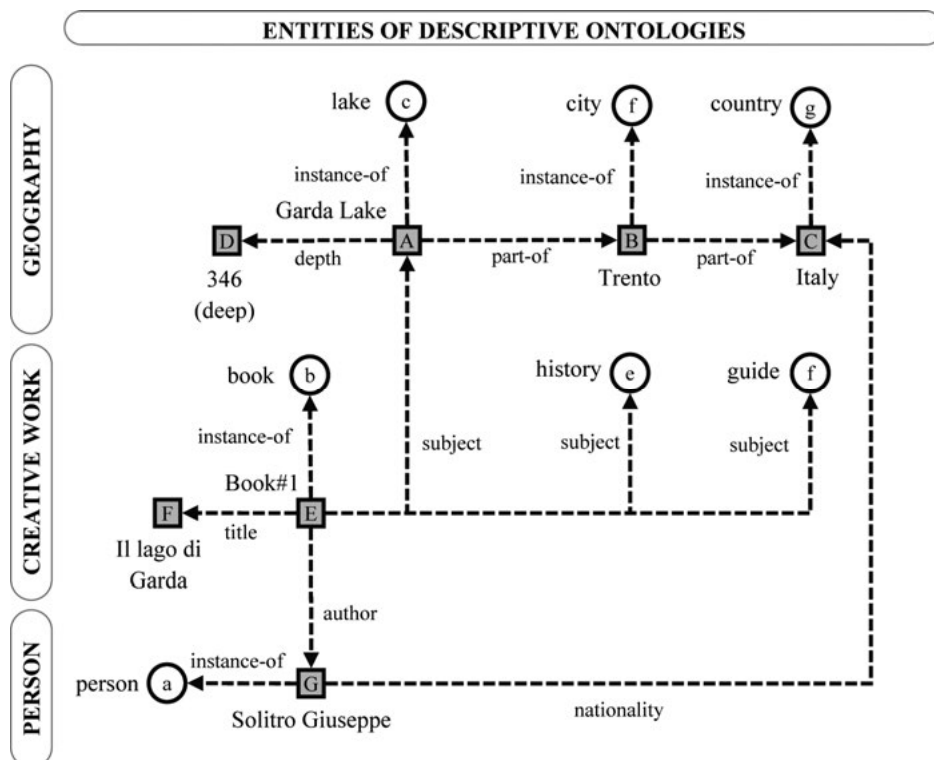 ENTITIES OF DESCRIPTIVE ONTOLOGIES
GEOGRAPHY
lake c
city f
country g
instance-of
instance-of
instance-of
Garda Lake
D
A
B
C
depth
part-of
part-of
346
(deep)
Trento
Italy
CREATIVE WORK
book b
history e
guide f
instance-of
subject
subject
subject
Book#1
F
E
title
Il lago di
Garda
author
PERSON
instance-of
person a
G
Solitro Giuseppe
nationality